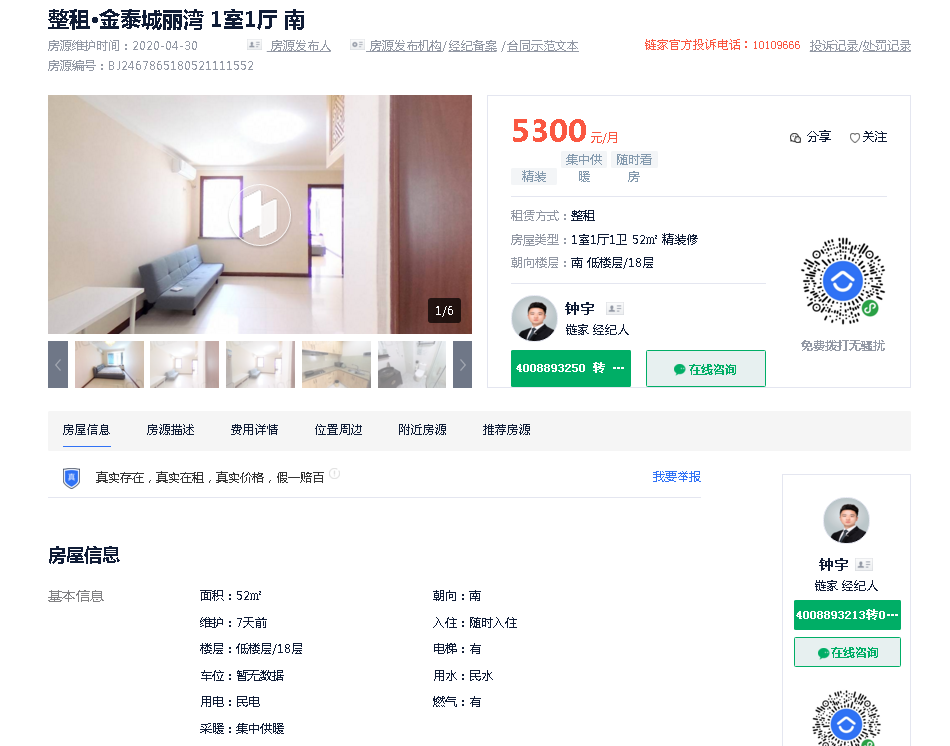 整租·金泰城丽湾 1室1厅 南
房源维护时间：2020-04-30 房源发布人 房源发布机构/经纪备案 /合同示范文本 链家官方投诉电话：10109666 投诉记录/处罚记录
房源编号：BJ2467865180521111552
5300 元/月
分享 关注
精装 集中供暖 随时看房
租赁方式：整租
房屋类型：1室1厅1卫 52㎡ 精装修
朝向楼层：南 低楼层/18层
钟宇
链家 经纪人
免费拨打无骚扰
4008893250 转 ···
在线咨询
1/6
房屋信息 房源描述 费用详情 位置周边 附近房源 推荐房源
真 真实存在，真实在租，真实价格，假一赔百 我要举报
房屋信息
基本信息 面积：52㎡ 朝向：南
维护：7天前 入住：随时入住
楼层：低楼层/18层 电梯：有
车位：暂无数据 用水：民水
用电：民电 燃气：有
采暖：集中供暖
钟宇
链家 经纪人
4008893213转0···
在线咨询